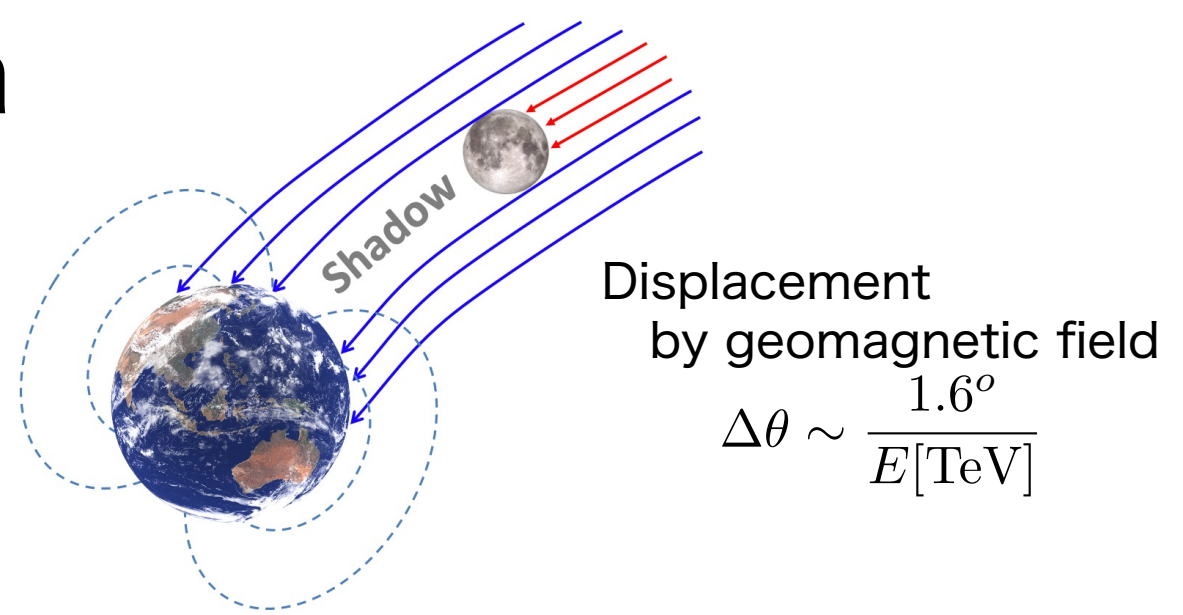 Shadow
Displacement
by geomagnetic field
Δθ ~ 1.6° / E[TeV]